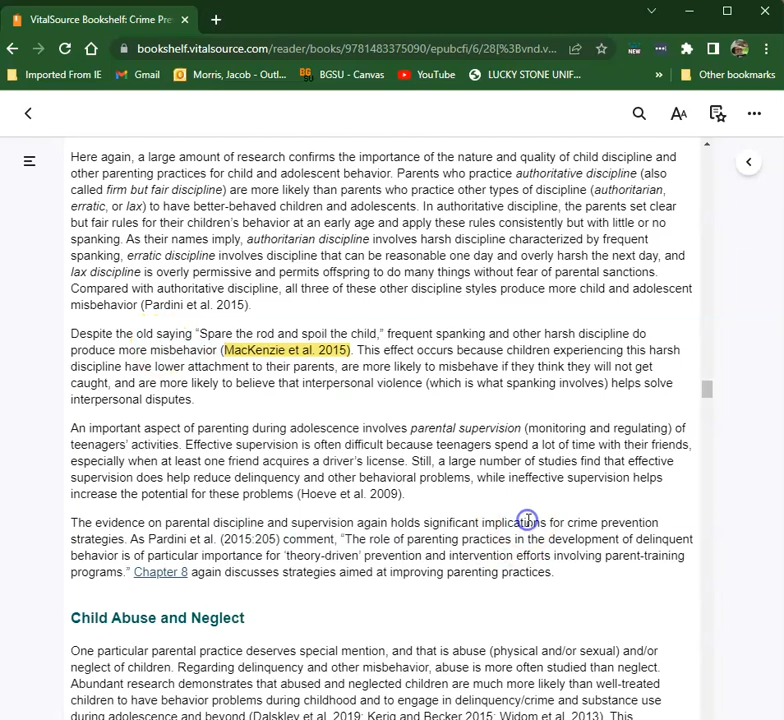 VitalSource Bookshelf: Crime Pre
bookshelf.vitalsource.com/reader/books/9781483375090/epubcfi/6/28[%3Bvnd.v...
NEW
Imported From IE
Gmail
Morris, Jacob - Outl...
BGSU - Canvas
YouTube
LUCKY STONE UNIF...
»
Other bookmarks
AA
Here again, a large amount of research confirms the importance of the nature and quality of child discipline and
other parenting practices for child and adolescent behavior. Parents who practice authoritative discipline (also
called firm but fair discipline) are more likely than parents who practice other types of discipline (authoritarian,
erratic, or lax) to have better-behaved children and adolescents. In authoritative discipline, the parents set clear
but fair rules for their children's behavior at an early age and apply these rules consistently but with little or no
spanking. As their names imply, authoritarian discipline involves harsh discipline characterized by frequent
spanking, erratic discipline involves discipline that can be reasonable one day and overly harsh the next day, and
lax discipline is overly permissive and permits offspring to do many things without fear of parental sanctions.
Compared with authoritative discipline, all three of these other discipline styles produce more child and adolescent
misbehavior (Pardini et al. 2015).
Despite the old saying “Spare the rod and spoil the child,” frequent spanking and other harsh discipline do
produce more misbehavior (MacKenzie et al. 2015). This effect occurs because children experiencing this harsh
discipline have lower attachment to their parents, are more likely to misbehave if they think they will not get
caught, and are more likely to believe that interpersonal violence (which is what spanking involves) helps solve
interpersonal disputes.
An important aspect of parenting during adolescence involves parental supervision (monitoring and regulating) of
teenagers' activities. Effective supervision is often difficult because teenagers spend a lot of time with their friends,
especially when at least one friend acquires a driver's license. Still, a large number of studies find that effective
supervision does help reduce delinquency and other behavioral problems, while ineffective supervision helps
increase the potential for these problems (Hoeve et al. 2009).
The evidence on parental discipline and supervision again holds significant implications for crime prevention
strategies. As Pardini et al. (2015:205) comment, “The role of parenting practices in the development of delinquent
behavior is of particular importance for ‘theory-driven’ prevention and intervention efforts involving parent-training
programs.” Chapter 8 again discusses strategies aimed at improving parenting practices.
Child Abuse and Neglect
One particular parental practice deserves special mention, and that is abuse (physical and/or sexual) and/or
neglect of children. Regarding delinquency and other misbehavior, abuse is more often studied than neglect.
Abundant research demonstrates that abused and neglected children are much more likely than well-treated
children to have behavior problems during childhood and to engage in delinquency/crime and substance use
during adolescence and beyond (Dalskley et al. 2019; Kerig and Becker 2015; Widom et al. 2013). This